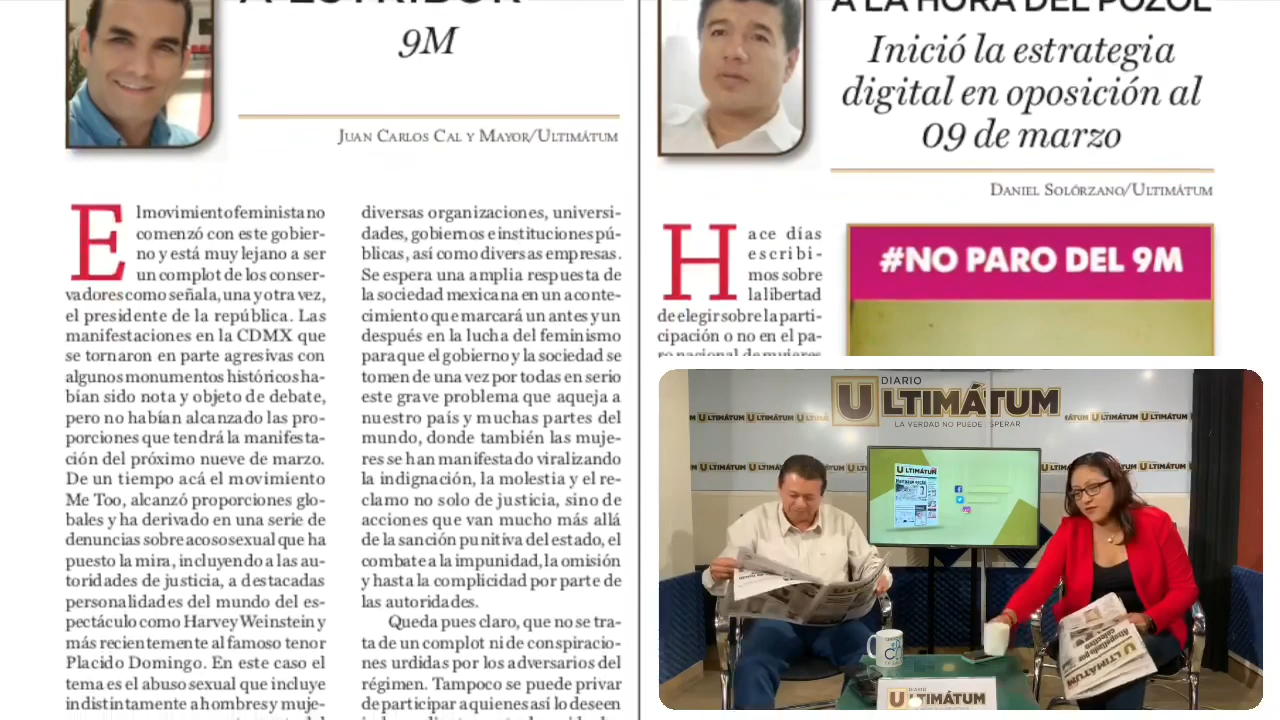 A ESTRIBOR
9M
Juan Carlos Cal y Mayor/Ultimátum
El movimiento feminista no
comenzó con este gobier-
no y está muy lejano a ser
un complot de los conser-
vadores como señala, una y otra vez,
el presidente de la república. Las
manifestaciones en la CDMX que
se tornaron en parte agresivas con
algunos monumentos históricos ha-
bían sido nota y objeto de debate,
pero no habían alcanzado las pro-
porciones que tendrá la manifesta-
ción del próximo nueve de marzo.
De un tiempo acá el movimiento
Me Too, alcanzó proporciones glo-
bales y ha derivado en una serie de
denuncias sobre acoso sexual que ha
puesto la mira, incluyendo a las au-
toridades de justicia, a destacadas
personalidades del mundo del es-
pectáculo como Harvey Weinstein y
más recientemente al famoso tenor
Placido Domingo. En este caso el
tema es el abuso sexual que incluye
indistintamente a hombres y muje-
diversas organizaciones, universi-
dades, gobiernos e instituciones pú-
blicas, así como diversas empresas.
Se espera una amplia respuesta de
la sociedad mexicana en un aconte-
cimiento que marcará un antes y un
después en la lucha del feminismo
para que el gobierno y la sociedad se
tomen de una vez por todas en serio
este grave problema que aqueja a
nuestro país y muchas partes del
mundo, donde también las muje-
res se han manifestado viralizando
la indignación, la molestia y el re-
clamo no solo de justicia, sino de
acciones que van mucho más allá
de la sanción punitiva del estado, el
combate a la impunidad, la omisión
y hasta la complicidad por parte de
las autoridades.
Queda pues claro, que no se tra-
ta de un complot ni de conspiracio-
nes urdidas por los adversarios del
régimen. Tampoco se puede privar
de participar a quienes así lo deseen
A LA HORA DEL POZOL
Inició la estrategia
digital en oposición al
09 de marzo
Daniel Solórzano/Ultimátum
Hace días
escribi-
mos sobre
la libertad
de elegir sobre la parti-
cipación o no en el pa-
ro nacional de mujeres
#NO PARO DEL 9M
DIARIO
ULTIMÁTUM
LA VERDAD NO PUEDE ESPERAR
ULTIMÁTUM
DIARIO
ULTIMÁTUM